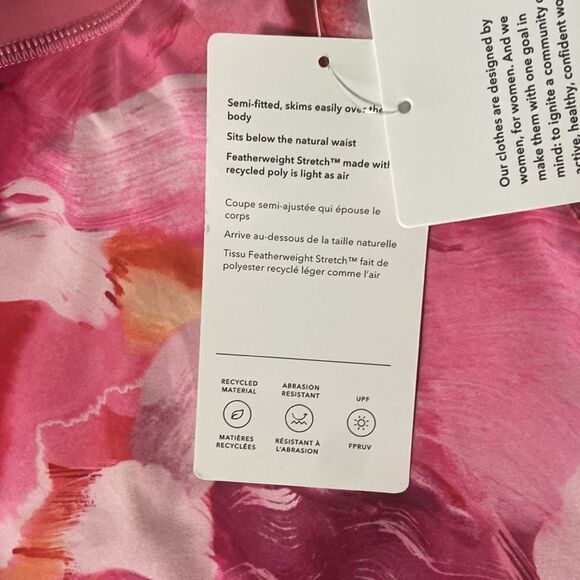 Semi-fitted, skims easily over the
body
Sits below the natural waist
Featherweight Stretch™ made with
recycled poly is light as air
Coupe semi-ajustée qui épouse le
corps
Arrive au-dessous de la taille naturelle
Tissu Featherweight Stretch™ fait de
polyester recyclé léger comme l'air
RECYCLED
MATERIAL
MATIÈRES
RECYCLÉES
ABRASION
RESISTANT
RÉSISTANT À
L'ABRASION
UPF
FPRUV
Our clothes are designed by
women, for women. And we
make them with one goal in
mind: to ignite a community
active, healthy, confident